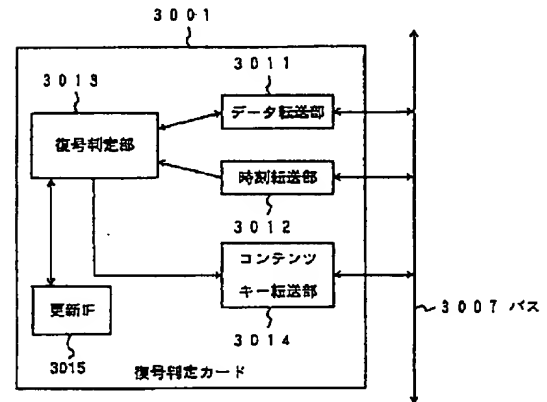 3001
3013
3011
データ転送部
復号判定部
時刻転送部
3012
コンテンツ
キー転送部
更新IF
3007 バス
3015
3014
復号判定カード